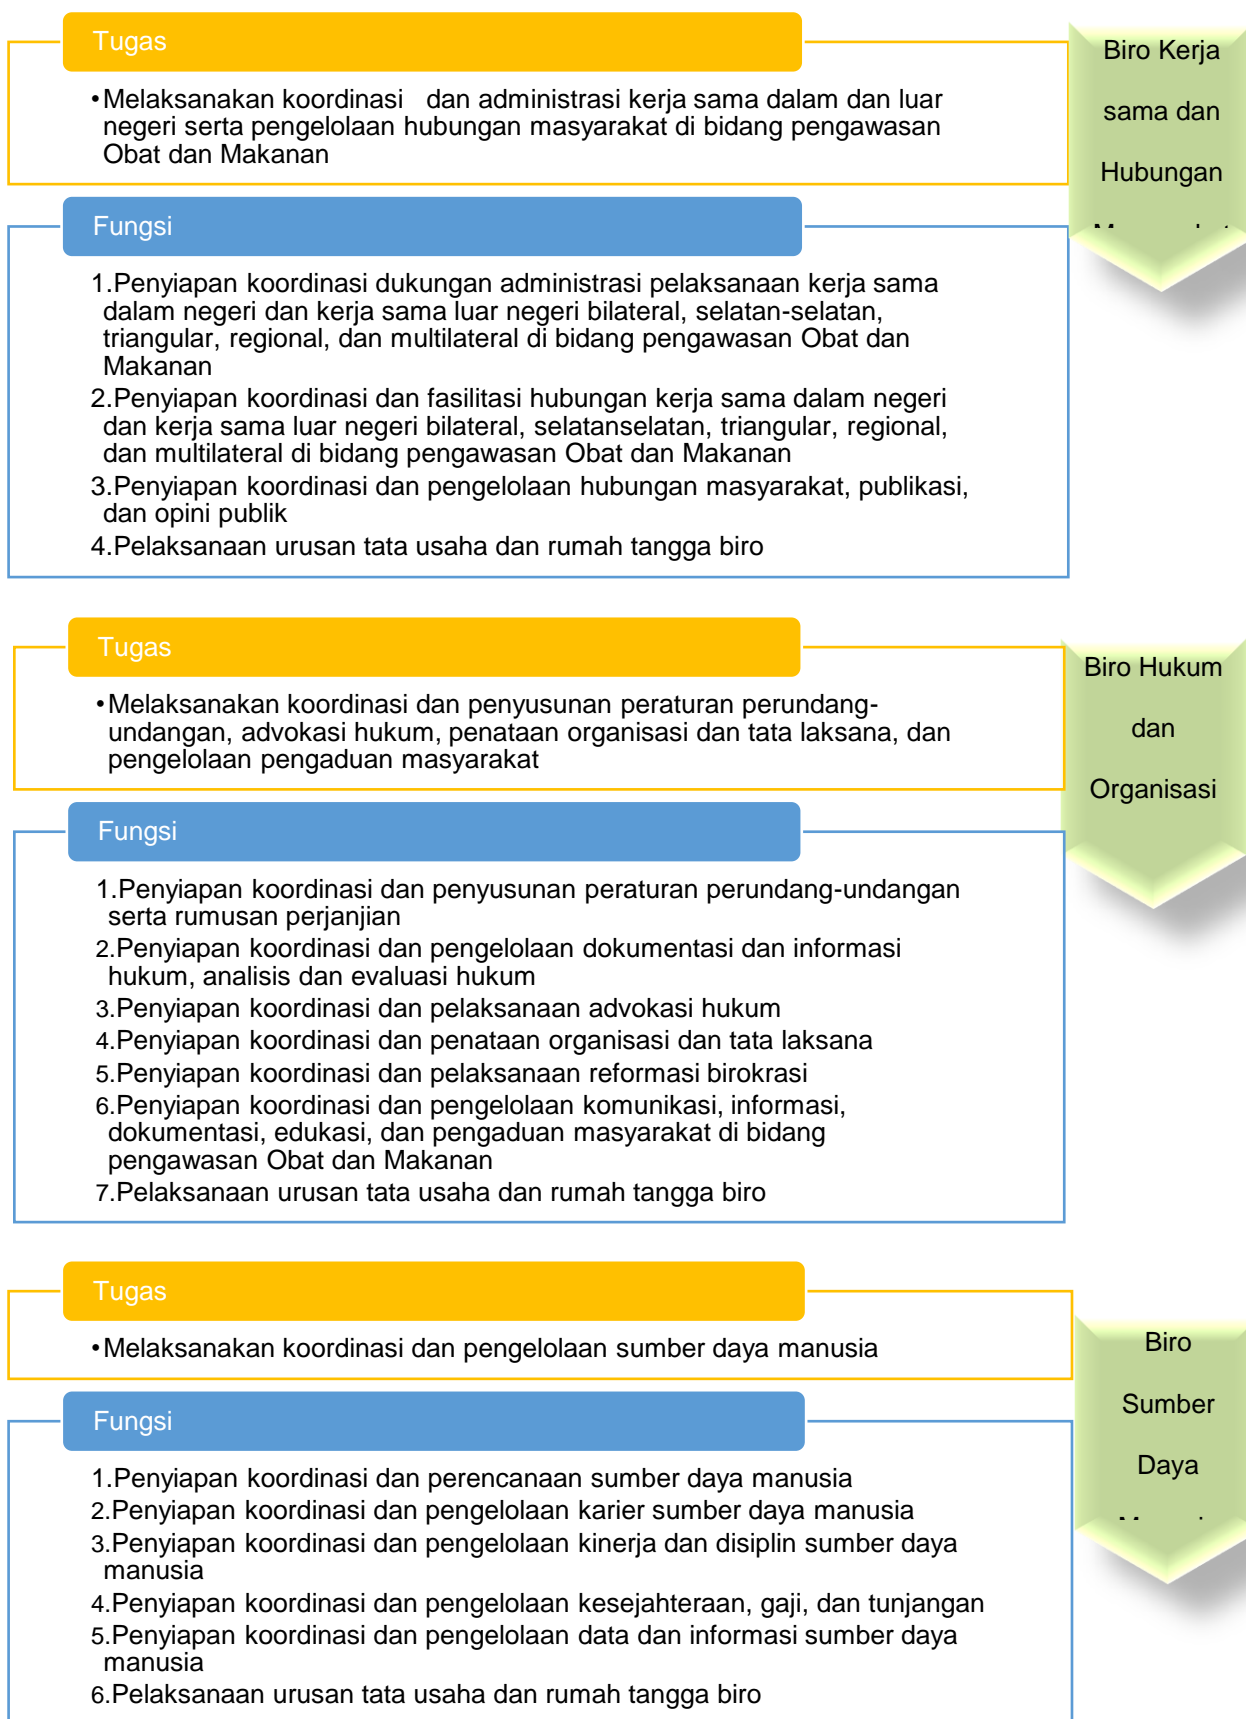 Tugas
•Melaksanakan koordinasi dan administrasi kerja sama dalam dan luar
negeri serta pengelolaan hubungan masyarakat di bidang pengawasan
Obat dan Makanan
Biro Kerja
sama dan
Hubungan
Fungsi
1.Penyiapan koordinasi dukungan administrasi pelaksanaan kerja sama
dalam negeri dan kerja sama luar negeri bilateral, selatan-selatan,
triangular, regional, dan multilateral di bidang pengawasan Obat dan
Makanan
2.Penyiapan koordinasi dan fasilitasi hubungan kerja sama dalam negeri
dan kerja sama luar negeri bilateral, selatanselatan, triangular, regional,
dan multilateral di bidang pengawasan Obat dan Makanan
3.Penyiapan koordinasi dan pengelolaan hubungan masyarakat, publikasi,
dan opini publik
4.Pelaksanaan urusan tata usaha dan rumah tangga biro
Tugas
•Melaksanakan koordinasi dan penyusunan peraturan perundang-
undangan, advokasi hukum, penataan organisasi dan tata laksana, dan
pengelolaan pengaduan masyarakat
Biro Hukum
dan
Organisasi
Fungsi
1.Penyiapan koordinasi dan penyusunan peraturan perundang-undangan
serta rumusan perjanjian
2.Penyiapan koordinasi dan pengelolaan dokumentasi dan informasi
hukum, analisis dan evaluasi hukum
3.Penyiapan koordinasi dan pelaksanaan advokasi hukum
4.Penyiapan koordinasi dan penataan organisasi dan tata laksana
5.Penyiapan koordinasi dan pelaksanaan reformasi birokrasi
6.Penyiapan koordinasi dan pengelolaan komunikasi, informasi,
dokumentasi, edukasi, dan pengaduan masyarakat di bidang
pengawasan Obat dan Makanan
7.Pelaksanaan urusan tata usaha dan rumah tangga biro
Tugas
•Melaksanakan koordinasi dan pengelolaan sumber daya manusia
Biro
Sumber
Daya
Fungsi
1.Penyiapan koordinasi dan perencanaan sumber daya manusia
2.Penyiapan koordinasi dan pengelolaan karier sumber daya manusia
3.Penyiapan koordinasi dan pengelolaan kinerja dan disiplin sumber daya
manusia
4.Penyiapan koordinasi dan pengelolaan kesejahteraan, gaji, dan tunjangan
5.Penyiapan koordinasi dan pengelolaan data dan informasi sumber daya
manusia
6.Pelaksanaan urusan tata usaha dan rumah tangga biro